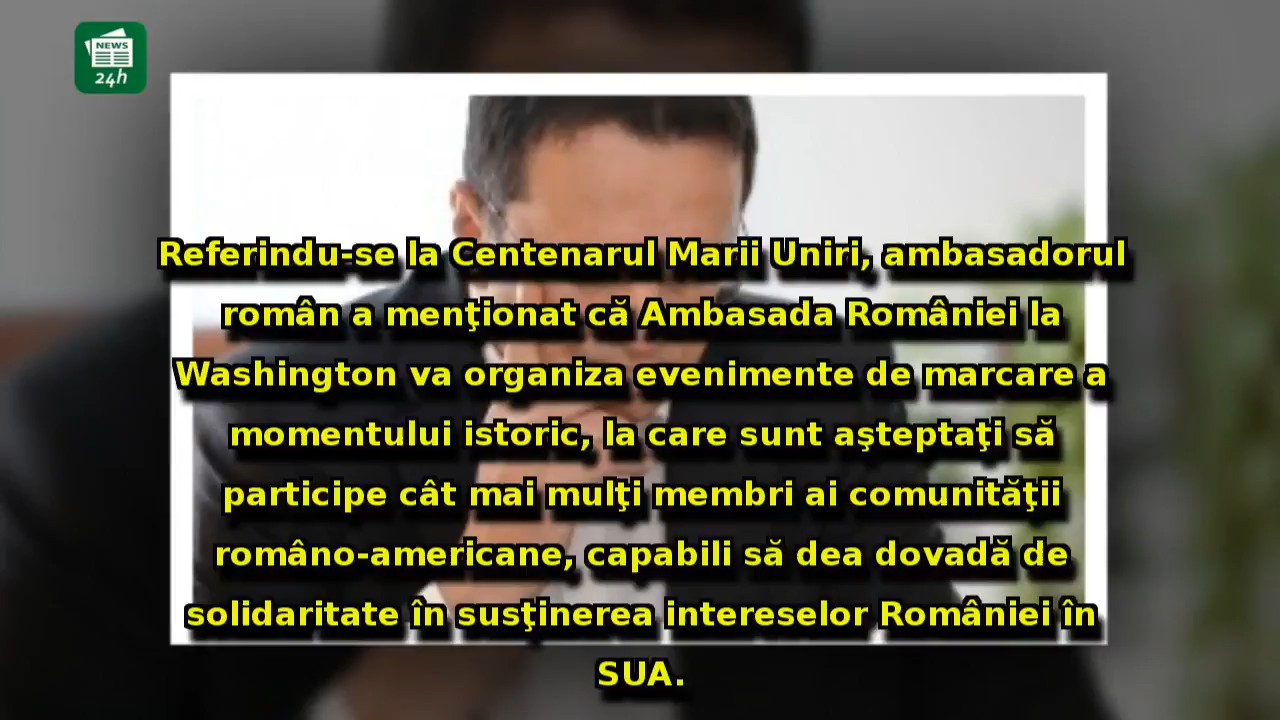 NEWS
24h
Referindu-se la Centenarul Marii Uniri, ambasadorul
român a menţionat că Ambasada României la
Washington va organiza evenimente de marcare a
momentului istoric, la care sunt aşteptaţi să
participe cât mai mulţi membri ai comunităţii
româno-americane, capabili să dea dovadă de
solidaritate în susţinerea intereselor României în
SUA.